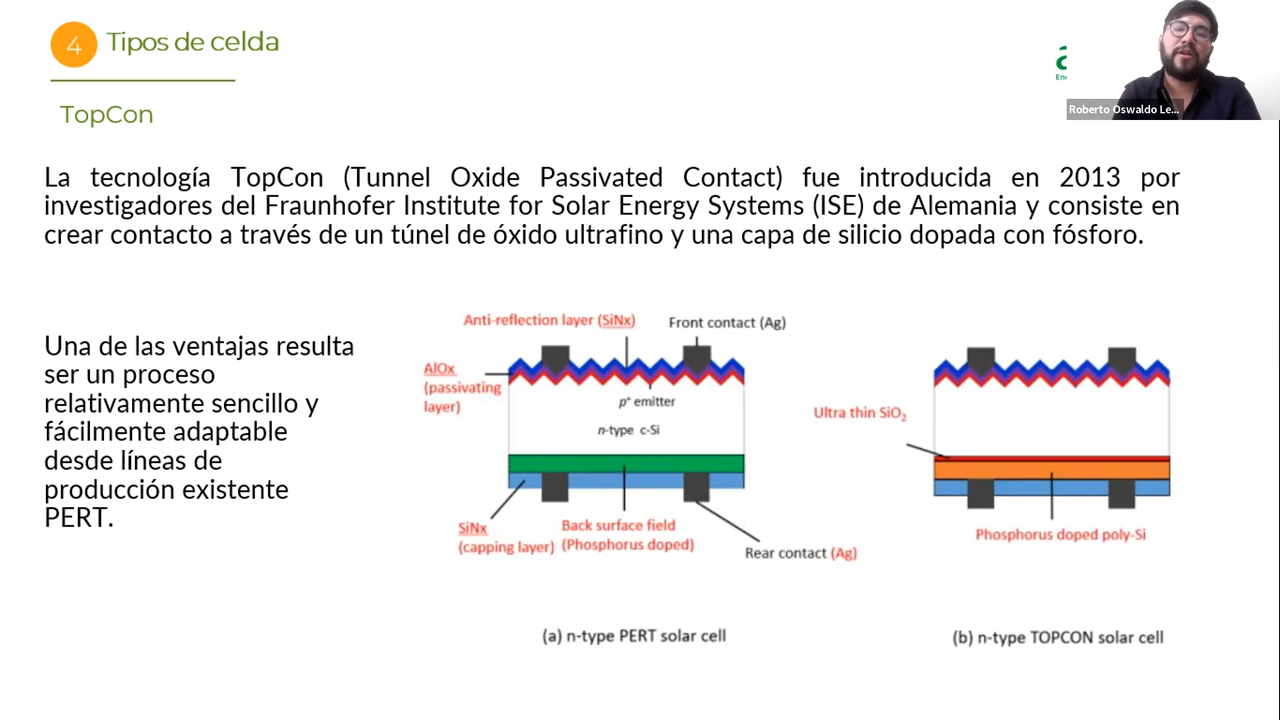 4 Tipos de celda
TopCon
Roberto Oswaldo Le...
La tecnología TopCon (Tunnel Oxide Passivated Contact) fue introducida en 2013 por
investigadores del Fraunhofer Institute for Solar Energy Systems (ISE) de Alemania y consiste en
crear contacto a través de un túnel de óxido ultrafino y una capa de silicio dopada con fósforo.
Una de las ventajas resulta
ser un proceso
relativamente sencillo y
fácilmente adaptable
desde líneas de
producción existente
PERT.
Anti-reflection layer (SiNx)
Front contact (Ag)
AlOx
(passivating
layer)
p⁺ emitter
n-type c-Si
SiNx
(capping layer)
Back surface field
(Phosphorus doped)
Rear contact (Ag)
(a) n-type PERT solar cell
Ultra thin SiO₂
Phosphorus doped poly-Si
(b) n-type TOPCON solar cell